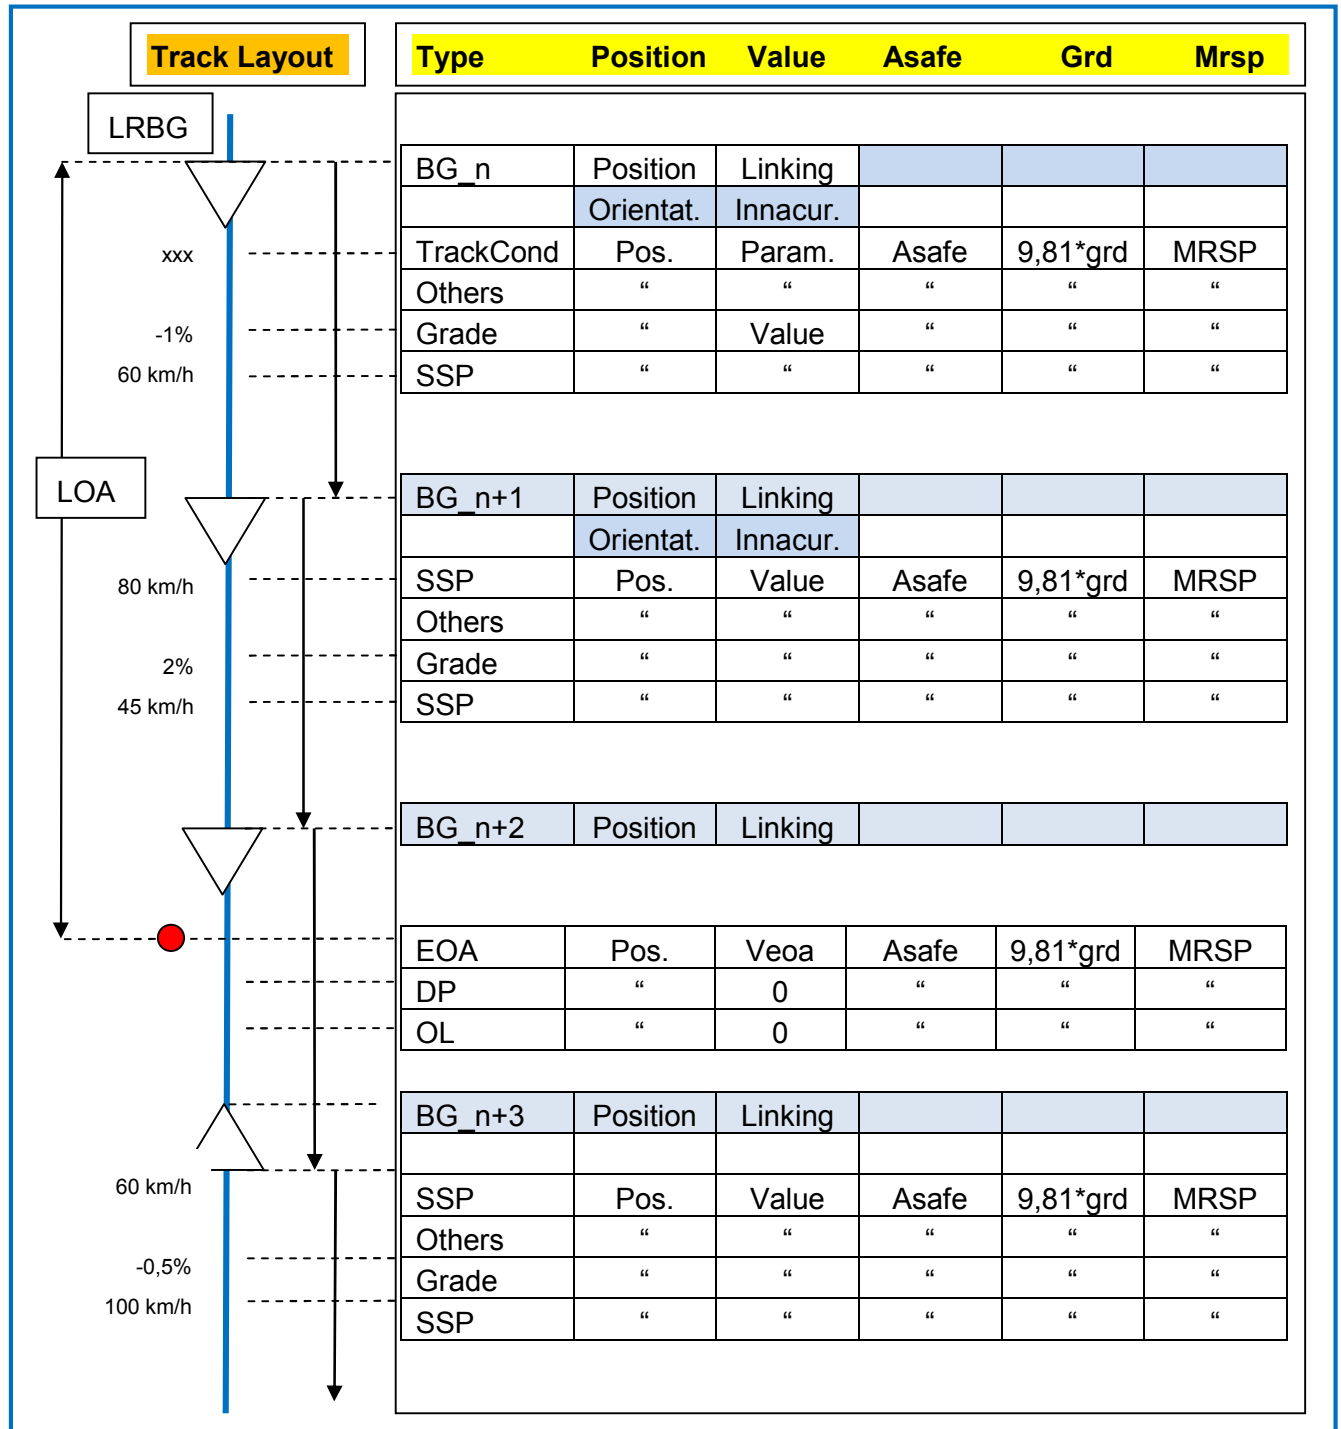 Track Layout Type Position Value Asafe Grd Mrsp
LRBG
BG_n Position Linking
Orientat. Innacur.
xxx TrackCond Pos. Param. Asafe 9,81*grd MRSP
Others “ “ “ “ “
-1% Grade “ Value “ “ “
60 km/h SSP “ “ “ “ “
LOA BG_n+1 Position Linking
Orientat. Innacur.
80 km/h SSP Pos. Value Asafe 9,81*grd MRSP
Others “ “ “ “ “
2% Grade “ “ “ “ “
45 km/h SSP “ “ “ “ “
BG_n+2 Position Linking
EOA Pos. Veoa Asafe 9,81*grd MRSP
DP “ 0 “ “ “
OL “ 0 “ “ “
BG_n+3 Position Linking
60 km/h SSP Pos. Value Asafe 9,81*grd MRSP
Others “ “ “ “ “
-0,5% Grade “ “ “ “ “
100 km/h SSP “ “ “ “ “